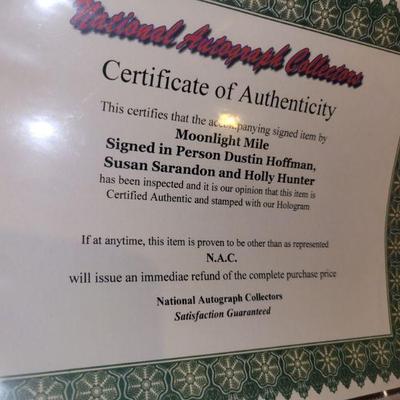 National Autograph Collectors
Certificate of Authenticity
This certifies that the accompanying signed item by
Moonlight Mile
Signed in Person Dustin Hoffman,
Susan Sarandon and Holly Hunter
has been inspected and it is our opinion that this item is
Certified Authentic and stamped with our Hologram
If at anytime, this item is proven to be other than as represented
N.A.C.
will issue an immediae refund of the complete purchase price
National Autograph Collectors
Satisfaction Guaranteed